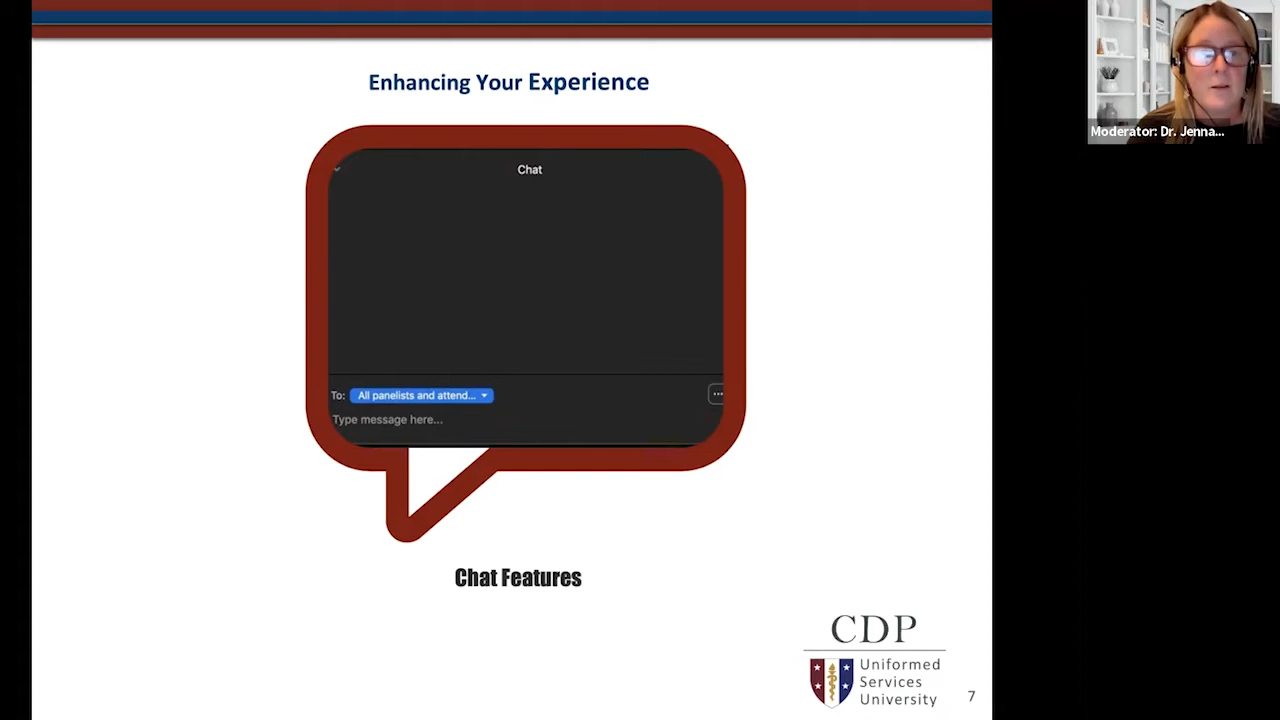 Enhancing Your Experience
Moderator: Dr. Jenna...
Chat
To: All panelists and attend...
Type message here...
Chat Features
CDP
Uniformed
Services
University
7